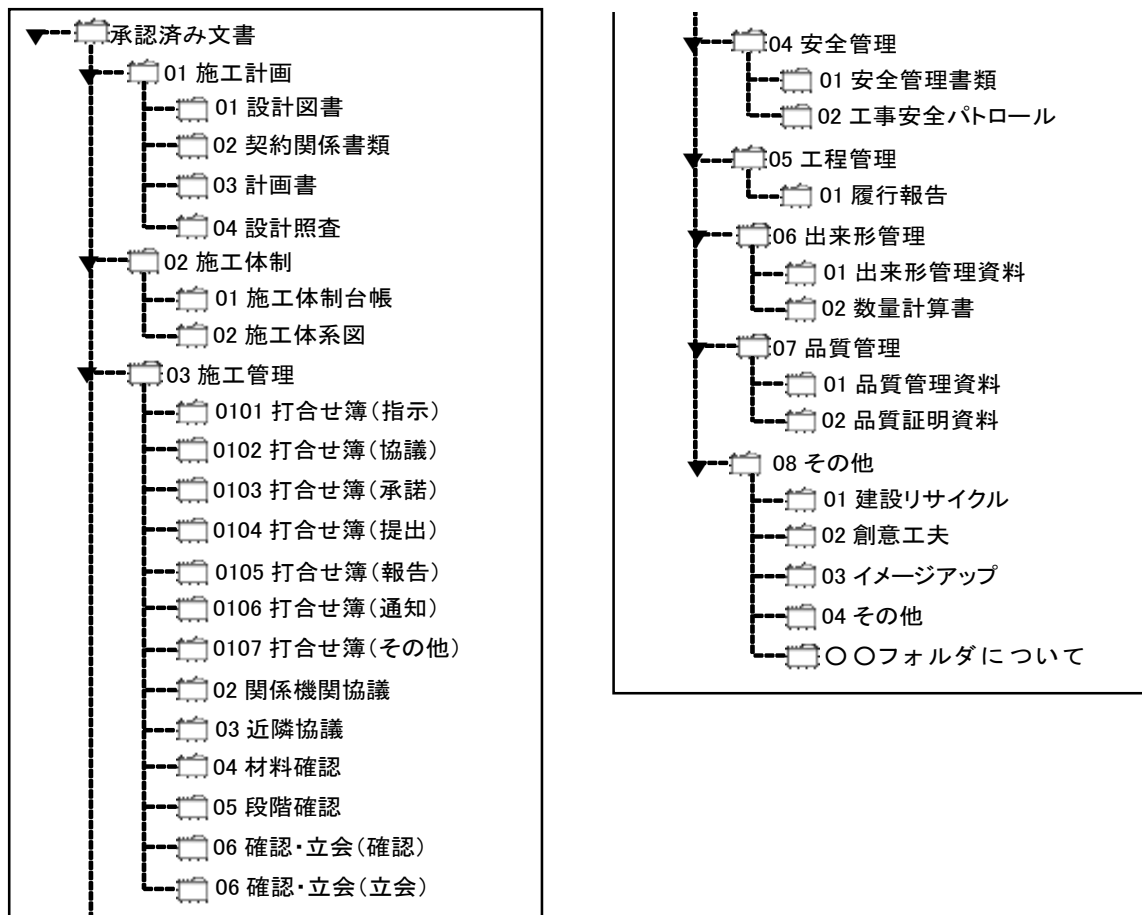 承認済み文書
01 施工計画
01 設計図書
02 契約関係書類
03 計画書
04 設計照査
02 施工体制
01 施工体制台帳
02 施工体系図
03 施工管理
0101 打合せ簿(指示)
0102 打合せ簿(協議)
0103 打合せ簿(承諾)
0104 打合せ簿(提出)
0105 打合せ簿(報告)
0106 打合せ簿(通知)
0107 打合せ簿(その他)
02 関係機関協議
03 近隣協議
04 材料確認
05 段階確認
06 確認・立会(確認)
06 確認・立会(立会)
04 安全管理
01 安全管理書類
02 工事安全パトロール
05 工程管理
01 履行報告
06 出来形管理
01 出来形管理資料
02 数量計算書
07 品質管理
01 品質管理資料
02 品質証明資料
08 その他
01 建設リサイクル
02 創意工夫
03 イメージアップ
04 その他
〇〇フォルダについて